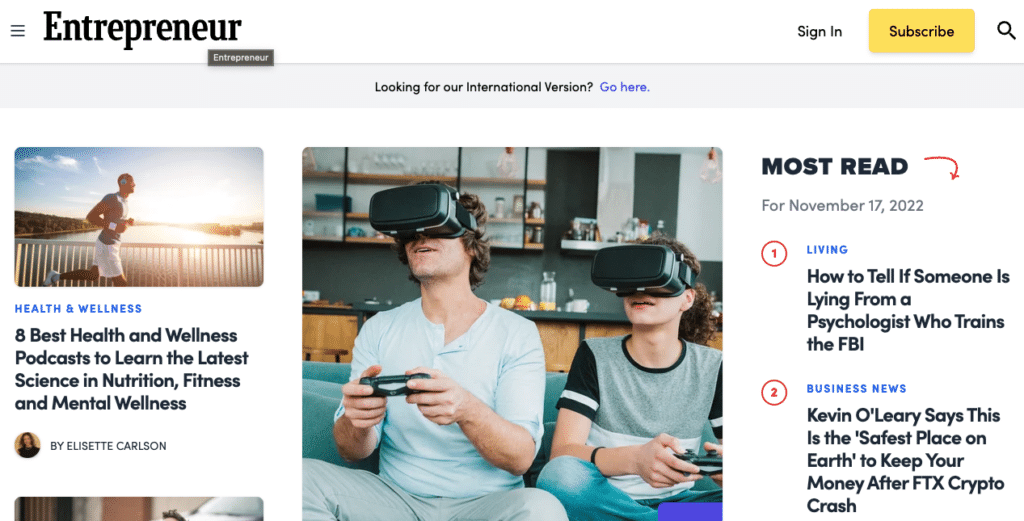 Entrepreneur
Sign In
Subscribe
Entrepreneur
Looking for our International Version? Go here.
HEALTH & WELLNESS
8 Best Health and Wellness
Podcasts to Learn the Latest
Science in Nutrition, Fitness
and Mental Wellness
BY ELISETTE CARLSON
MOST READ
For November 17, 2022
1
LIVING
How to Tell If Someone Is
Lying From a
Psychologist Who Trains
the FBI
2
BUSINESS NEWS
Kevin O'Leary Says This
Is the 'Safest Place on
Earth' to Keep Your
Money After FTX Crypto
Crash